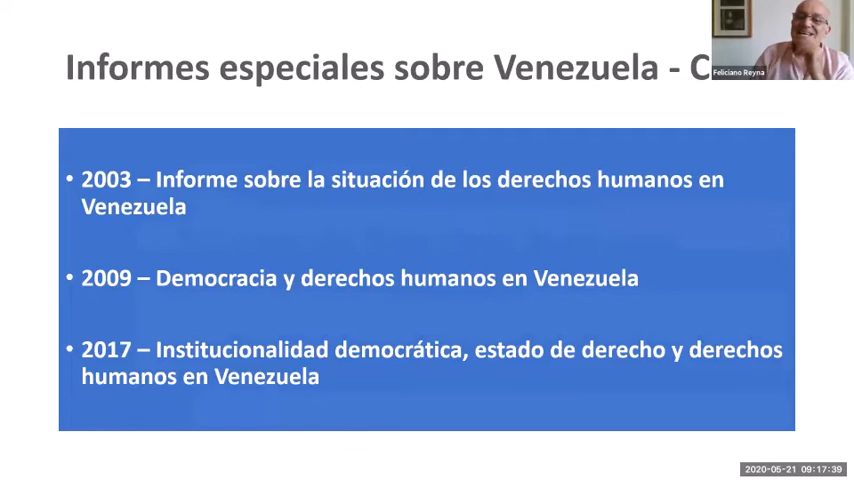 Informes especiales sobre Venezuela - C
Feliciano Reyna
• 2003 – Informe sobre la situación de los derechos humanos en
Venezuela
• 2009 – Democracia y derechos humanos en Venezuela
• 2017 – Institucionalidad democrática, estado de derecho y derechos
humanos en Venezuela
2020-05-21 09:17:39